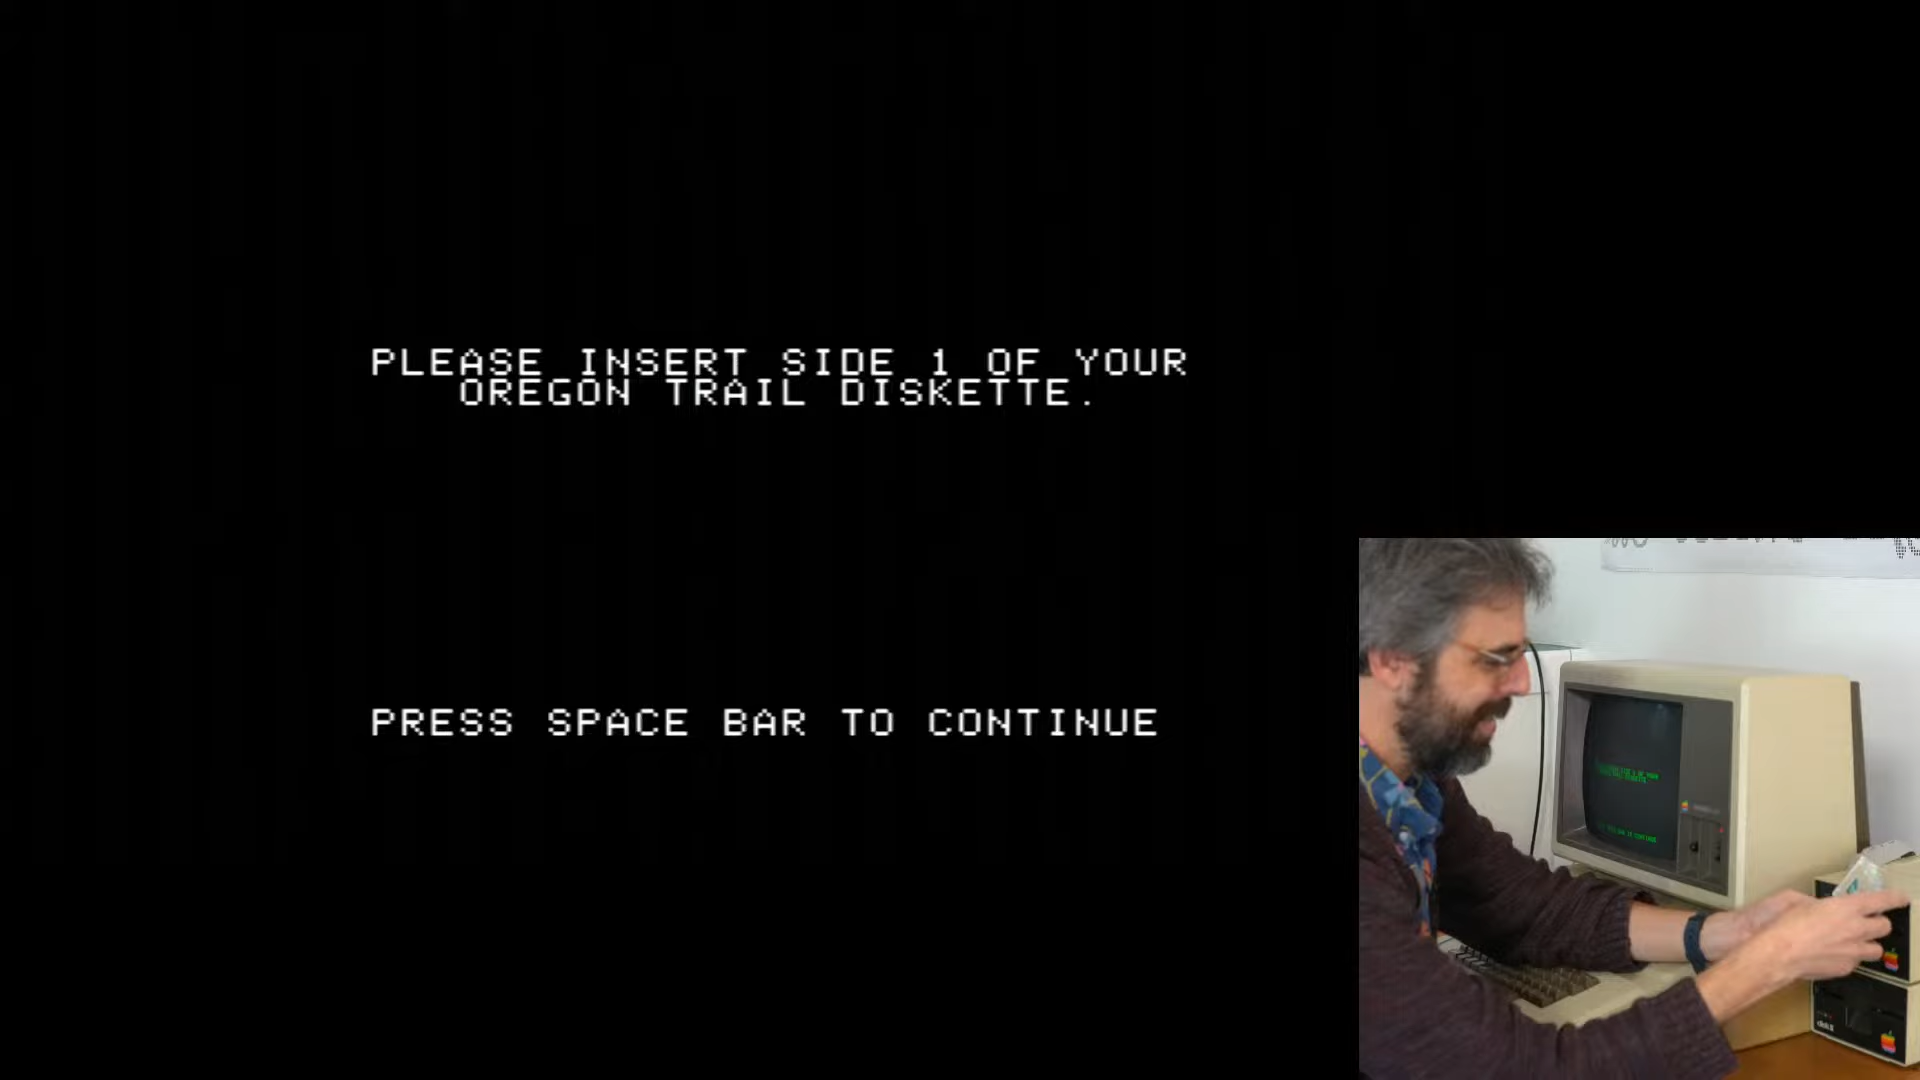 PLEASE INSERT SIDE 1 OF YOUR
OREGON TRAIL DISKETTE.
PRESS SPACE BAR TO CONTINUE